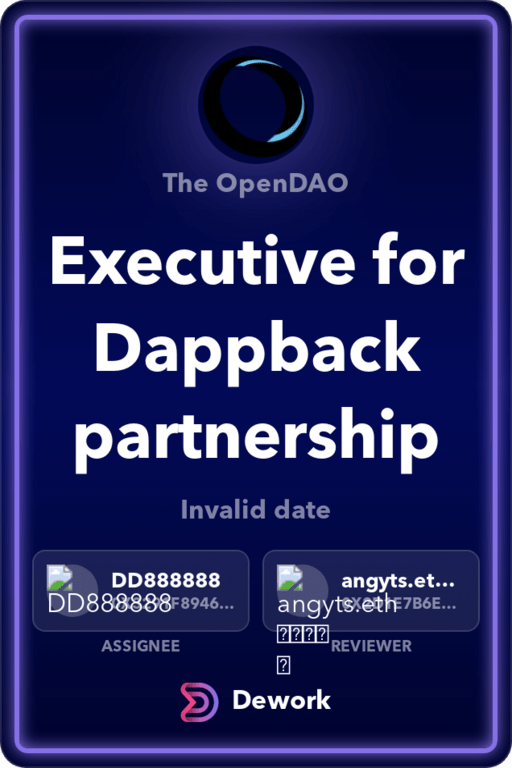 The OpenDAO
Executive for
Dappback
partnership
Invalid date
DD888888
DD888888
angyts.et...
angyts.eth
ASSIGNEE
REVIEWER
Dework